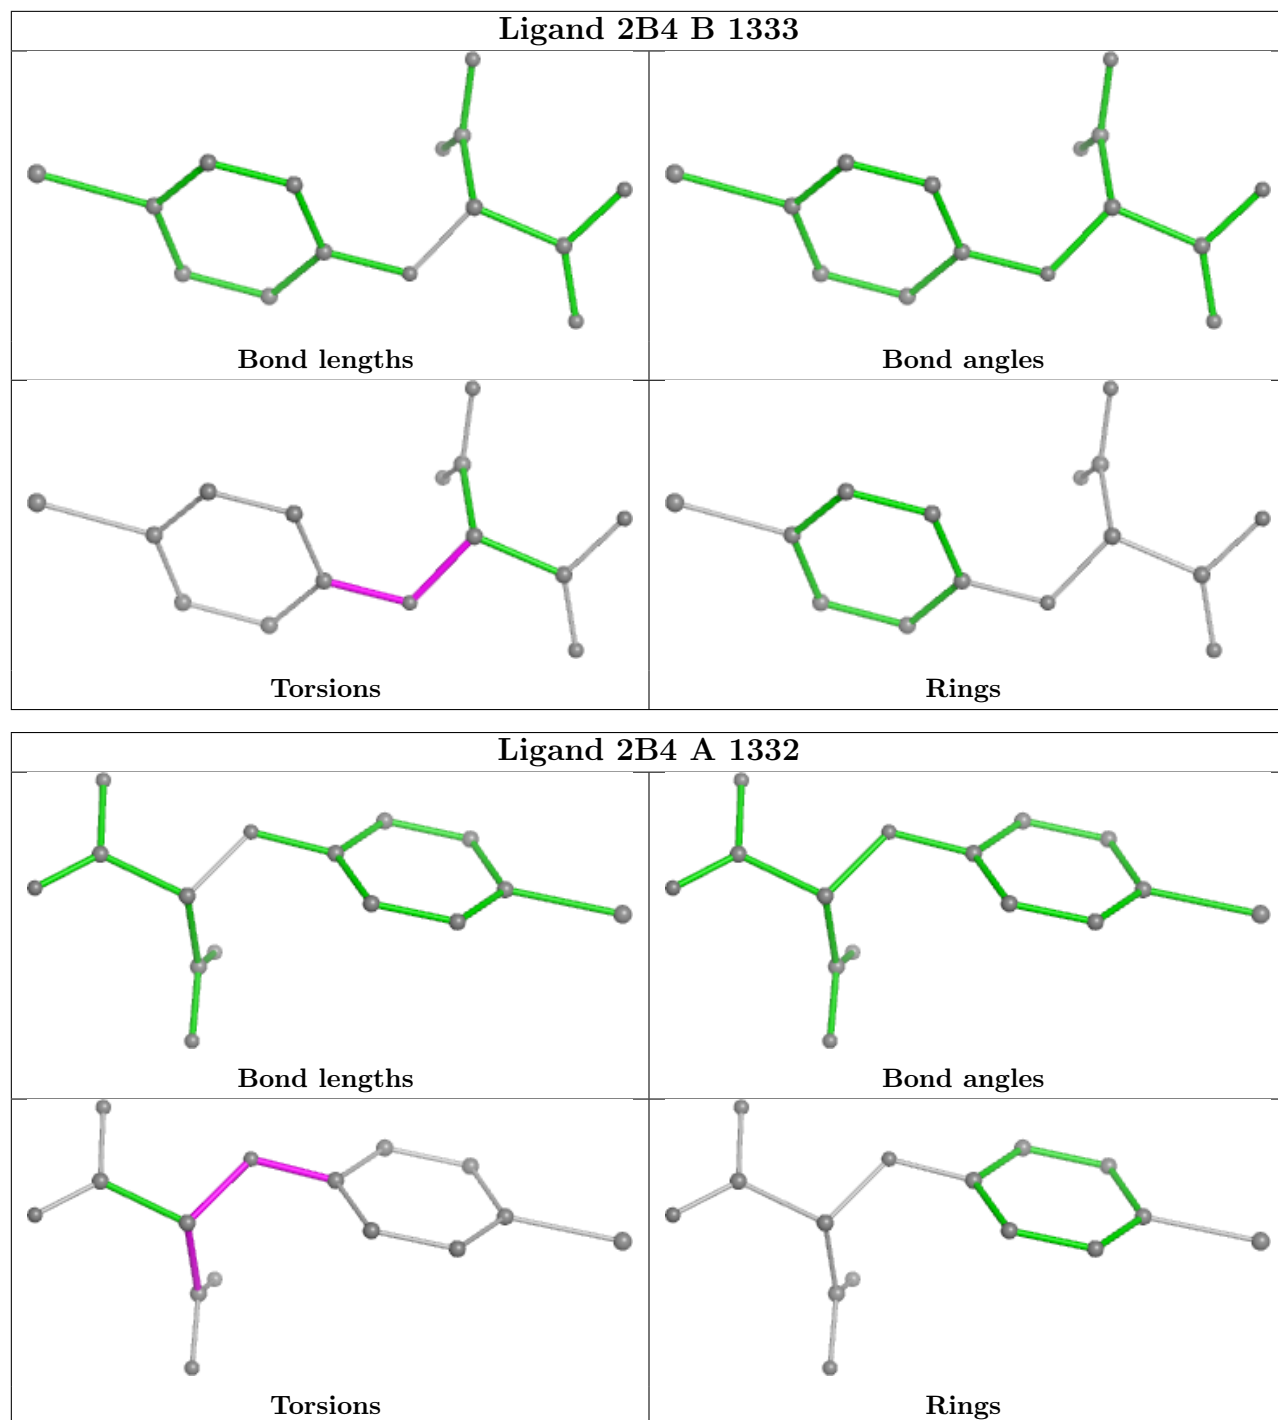 Ligand 2B4 B 1333
Bond lengths
Bond angles
Torsions
Rings
Ligand 2B4 A 1332
Bond lengths
Bond angles
Torsions
Rings